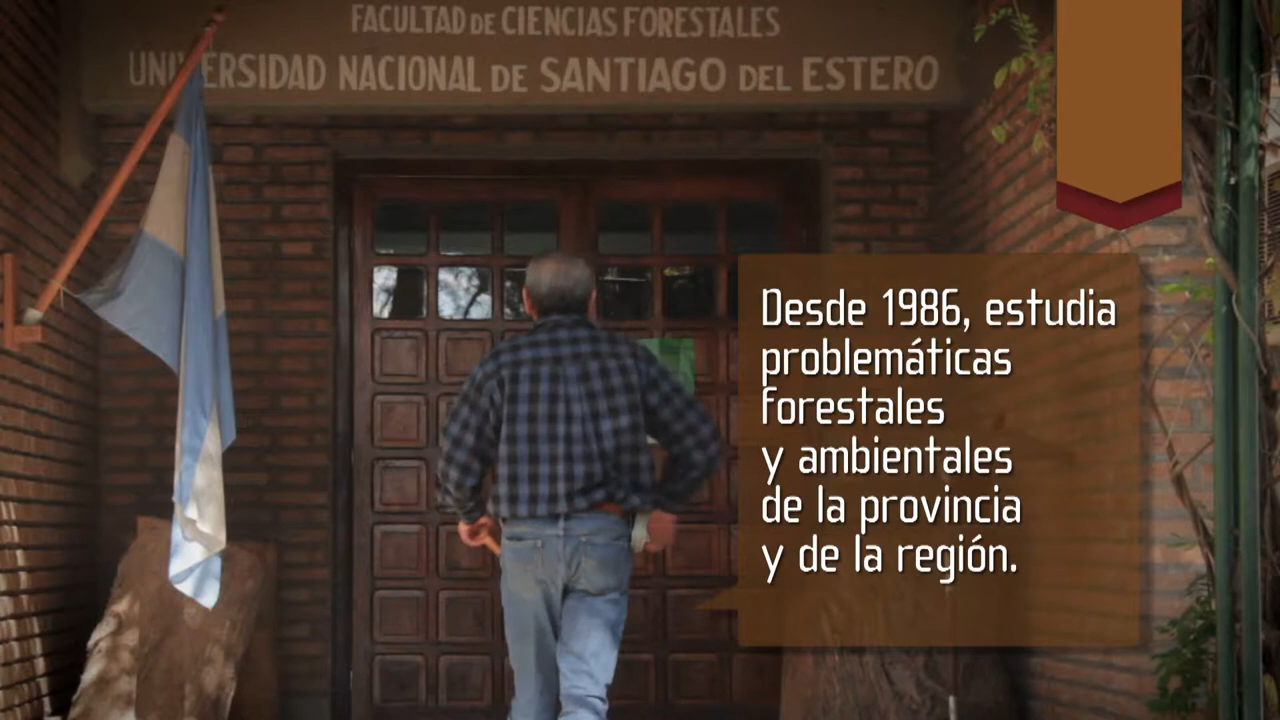 FACULTAD DE CIENCIAS FORESTALES
UNIVERSIDAD NACIONAL DE SANTIAGO DEL ESTERO
Desde 1986, estudia
problemáticas
forestales
y ambientales
de la provincia
y de la región.